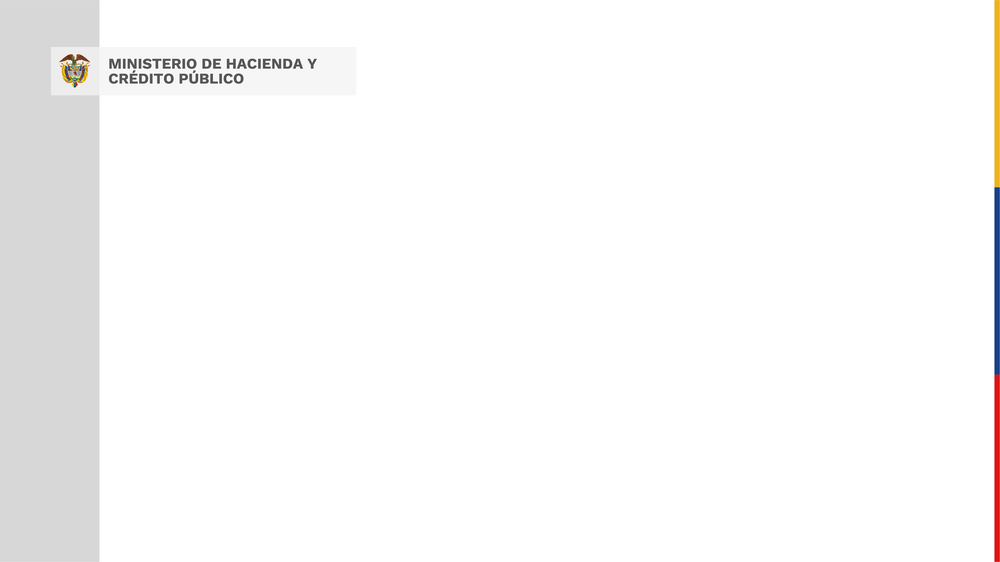 MINISTERIO DE HACIENDA Y
CRÉDITO PÚBLICO